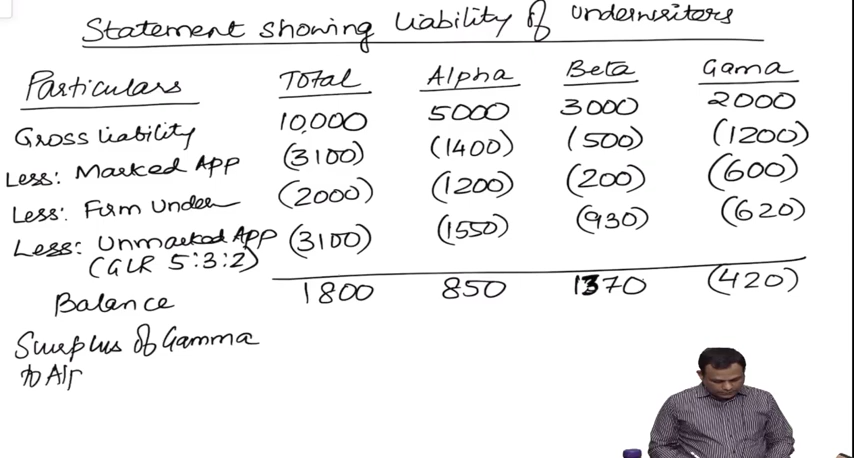 Statement showing Liability of Underwriters
Particulars Total Alpha Beta Gama
Gross Liability 10,000 5000 3000 2000
Less: Marked App (3100) (1400) (500) (1200)
Less: Firm Under (2000) (1200) (200) (600)
Less: Unmarked App (3100) (1550) (930) (620)
(GLR 5:3:2)
Balance 1800 850 1370 (420)
Surplus of Gamma
to Alp